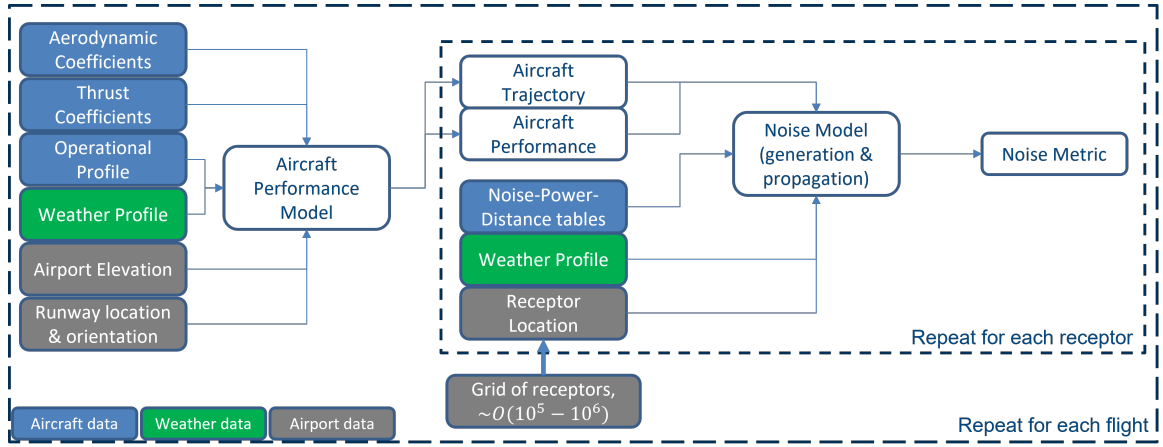 Aerodynamic
Coefficients
Thrust
Coefficients
Operational
Profile
Weather Profile
Airport Elevation
Runway location
& orientation
Aircraft
Performance
Model
Aircraft
Trajectory
Aircraft
Performance
Noise-Power-
Distance tables
Weather Profile
Receptor
Location
Noise Model
(generation &
propagation)
Noise Metric
Repeat for each receptor
Grid of receptors,
~O(10⁵ − 10⁶)
Repeat for each flight
Aircraft data
Weather data
Airport data